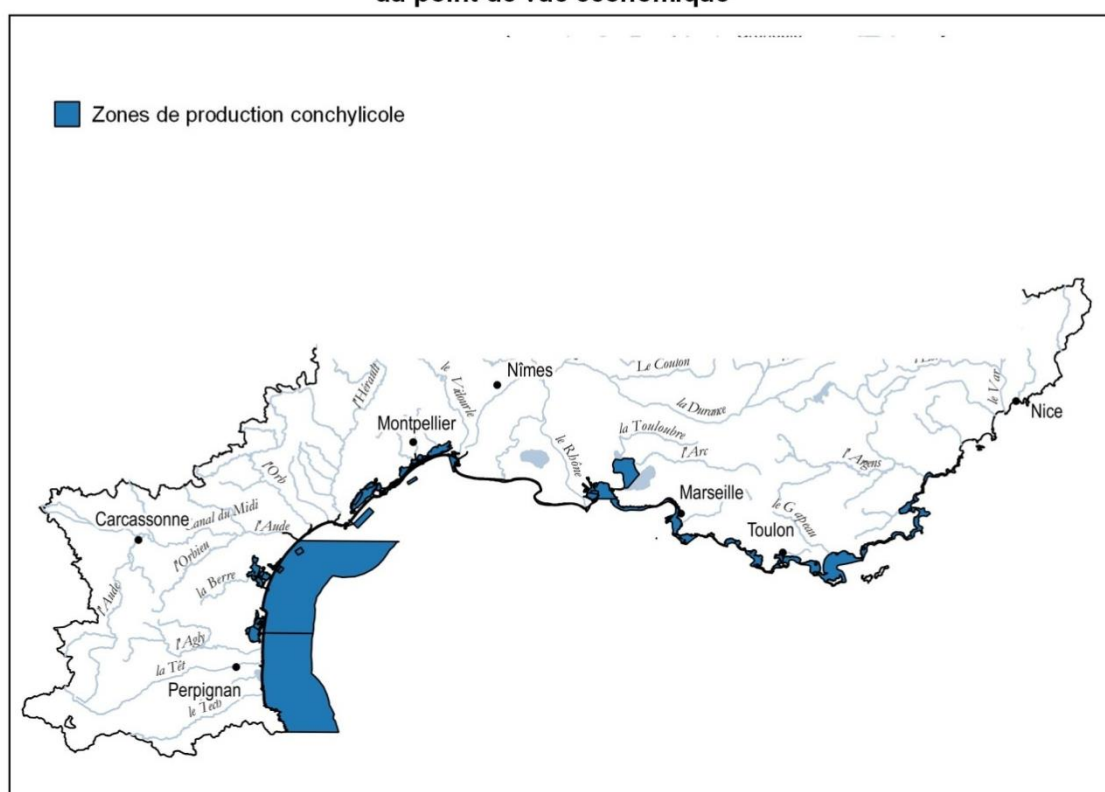 au point de vue économique
Zones de production conchylicole
Le Coulon
Nîmes
l'Hérault
le Vidourle
la Durance
le Var
Nice
Montpellier
la Touloubre
le Rhône
l'Arc
l'Argens
l'Orb
Marseille
Canal du Midi
Carcassonne
l'Aude
le Gapeau
Toulon
l'Orbieu
la Berre
l'Aude
l'Agly
la Têt
Perpignan
le Tech